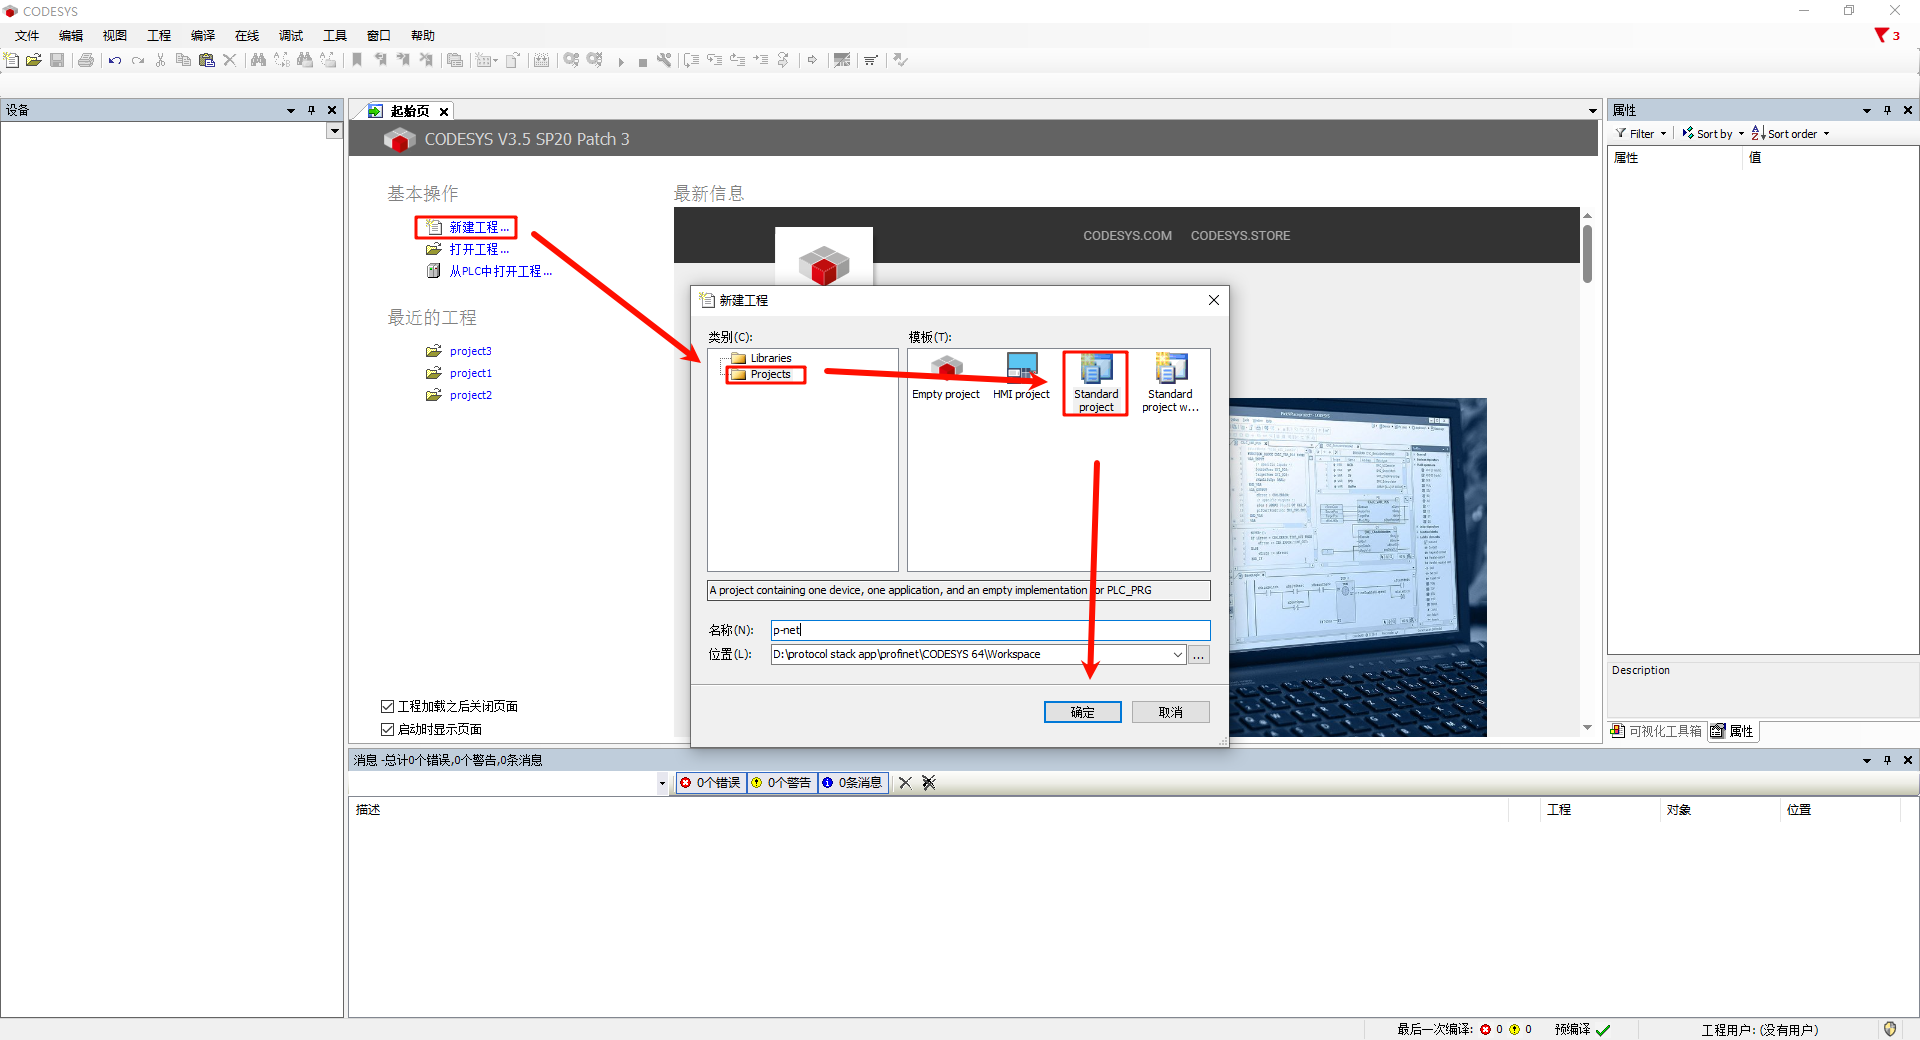 CODESYS
文件 编辑 视图 工程 编译 在线 调试 工具 窗口 帮助
3
设备
起始页
属性
CODESYS V3.5 SP20 Patch 3
Filter Sort by Sort order
属性 值
基本操作
最新信息
新建工程...
打开工程...
从PLC中打开工程...
CODESYS.COM CODESYS.STORE
最近的工程
project3
project1
project2
新建工程
类别(C):
模板(T):
Libraries
Projects
Empty project
HMI project
Standard project
Standard project w...
A project containing one device, one application, and an empty implementation or PLC_PRG
名称(N): p-net
位置(L): D:\protocol stack app\profinet\CODESYS 64\Workspace ...
确定 取消
工程加载之后关闭页面
启动时显示页面
Description
可视化工具箱 属性
消息 -总计0个错误,0个警告,0条消息
0个错误 0个警告 0条消息
描述 工程 对象 位置
最后一次编译: 0 0 预编译 工程用户: (没有用户)